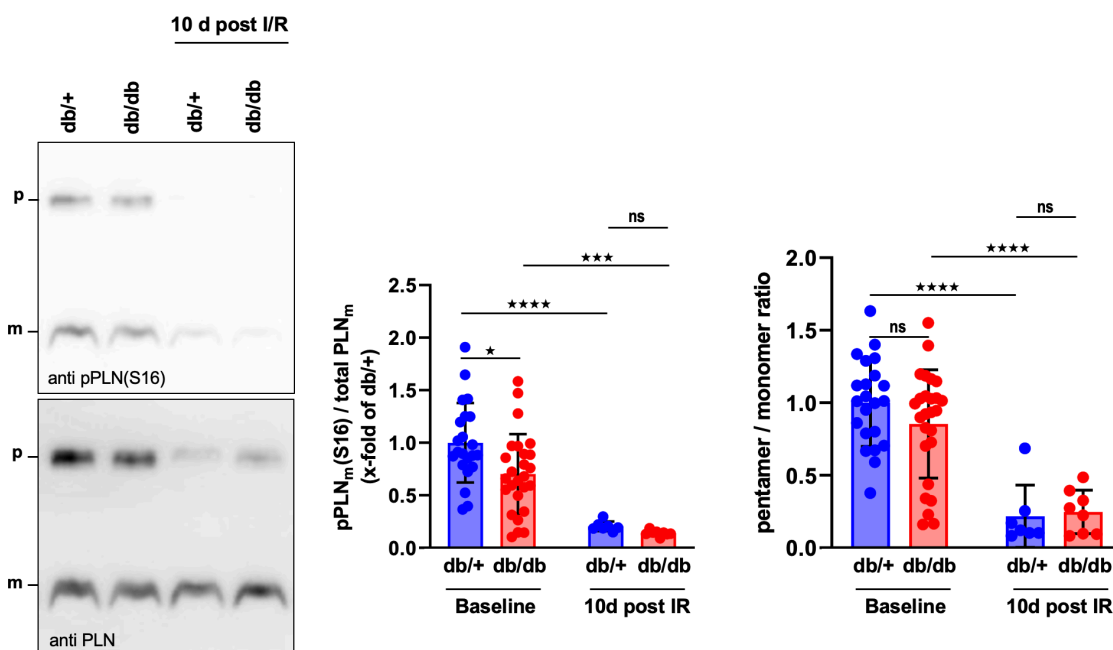 10 d post I/R
db/+ db/db db/+ db/db
p
m
anti pPLN(S16)
p
m
anti PLN
pPLNm(S16) / total PLNm
(x-fold of db/+)
2.5
2.0
1.5
1.0
0.5
0.0
ns
★★★
★★★★
★
db/+ db/db db/+ db/db
Baseline 10d post IR
pentamer / monomer ratio
2.0
1.5
1.0
0.5
0.0
ns
★★★★
★★★★
ns
db/+ db/db db/+ db/db
Baseline 10d post IR